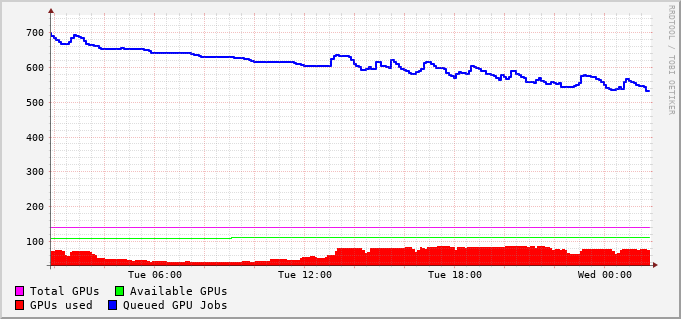 700
600
500
400
300
200
100
Tue 06:00 Tue 12:00 Tue 18:00 Wed 00:00
Total GPUs Available GPUs
GPUs used Queued GPU Jobs
RRDTOOL / TOBI OETIKER